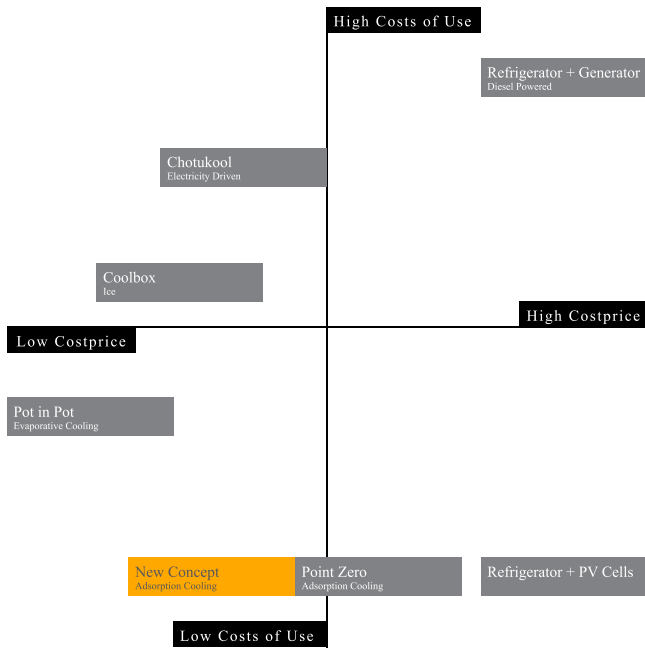 High Costs of Use
Refrigerator + Generator
Diesel Powered
Chotukool
Electricity Driven
Coolbox
Ice
High Costprice
Low Costprice
Pot in Pot
Evaporative Cooling
New Concept
Adsorption Cooling
Point Zero
Adsorption Cooling
Refrigerator + PV Cells
Low Costs of Use